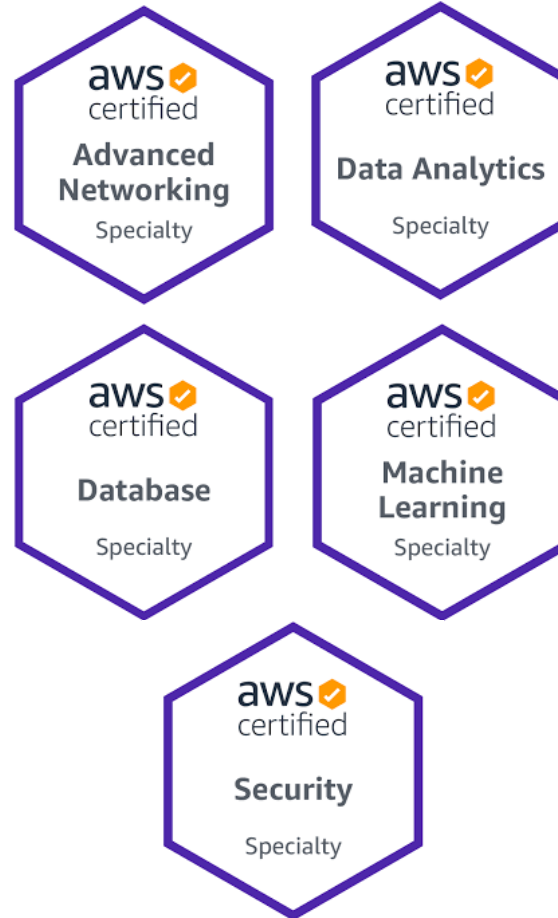 aws
certified
Advanced
Networking
Specialty
aws
certified
Data Analytics
Specialty
aws
certified
Database
Specialty
aws
certified
Machine
Learning
Specialty
aws
certified
Security
Specialty